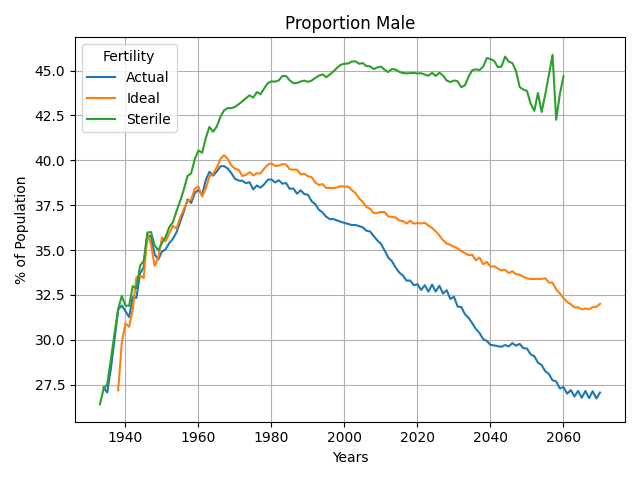 Proportion Male
Fertility
Actual
Ideal
Sterile
% of Population
45.0
42.5
40.0
37.5
35.0
32.5
30.0
27.5
1940 1960 1980 2000 2020 2040 2060
Years